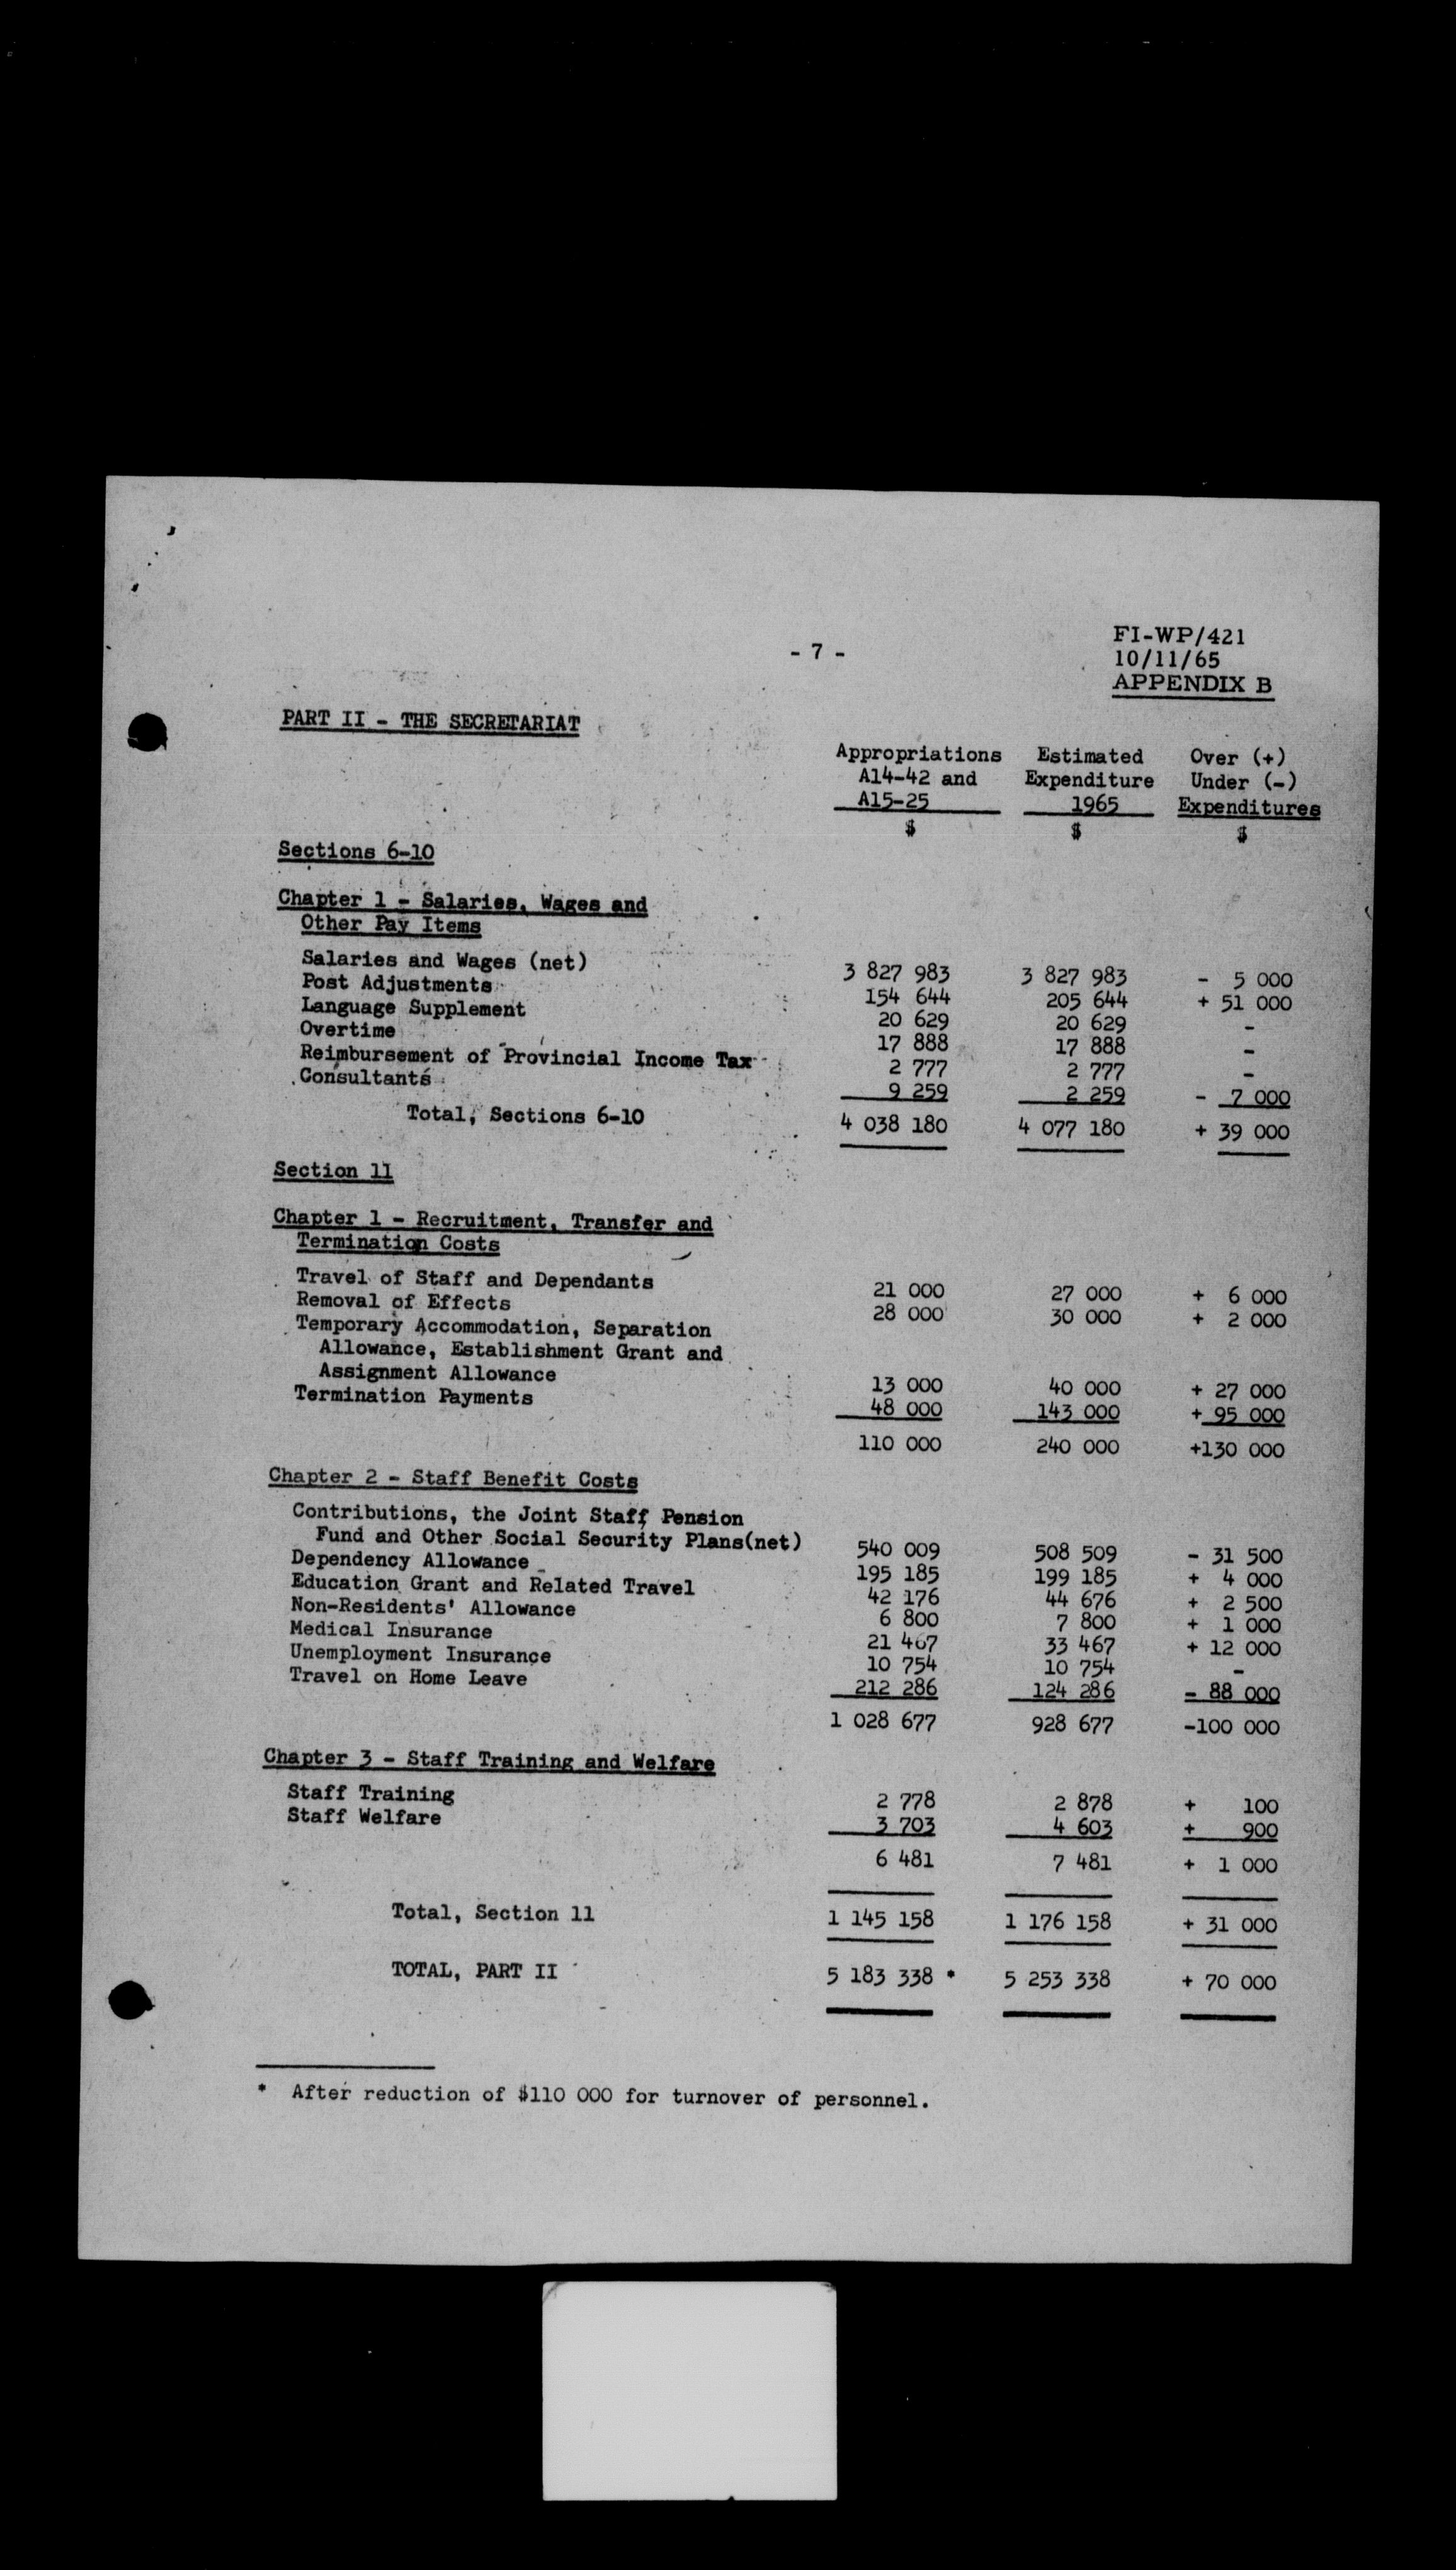 - 7 -
FI-WP/421
10/11/65
APPENDIX B
PART II - THE SECRETARIAT
Appropriations Estimated Over (+)
A14-42 and Expenditure Under (-)
A15-25 1965 Expenditures
$ $ $
Sections 6-10
Chapter 1 - Salaries, Wages and
Other Pay Items
Salaries and Wages (net) 3 827 983 3 827 983 - 5 000
Post Adjustments 154 644 205 644 + 51 000
Language Supplement 20 629 20 629 -
Overtime 17 888 17 888 -
Reimbursement of Provincial Income Tax 2 777 2 777 -
Consultants 9 259 2 259 - 7 000
Total, Sections 6-10 4 038 180 4 077 180 + 39 000
Section 11
Chapter 1 - Recruitment, Transfer and
Termination Costs
Travel of Staff and Dependants 21 000 27 000 + 6 000
Removal of Effects 28 000 30 000 + 2 000
Temporary Accommodation, Separation
Allowance, Establishment Grant and
Assignment Allowance 13 000 40 000 + 27 000
Termination Payments 48 000 143 000 + 95 000
110 000 240 000 +130 000
Chapter 2 - Staff Benefit Costs
Contributions, the Joint Staff Pension
Fund and Other Social Security Plans(net) 540 009 508 509 - 31 500
Dependency Allowance 195 185 199 185 + 4 000
Education Grant and Related Travel 42 176 44 676 + 2 500
Non-Residents' Allowance 6 800 7 800 + 1 000
Medical Insurance 21 467 33 467 + 12 000
Unemployment Insurance 10 754 10 754 -
Travel on Home Leave 212 286 124 286 - 88 000
1 028 677 928 677 -100 000
Chapter 3 - Staff Training and Welfare
Staff Training 2 778 2 878 + 100
Staff Welfare 3 703 4 603 + 900
6 481 7 481 + 1 000
Total, Section 11 1 145 158 1 176 158 + 31 000
TOTAL, PART II 5 183 338 * 5 253 338 + 70 000
* After reduction of $110 000 for turnover of personnel.